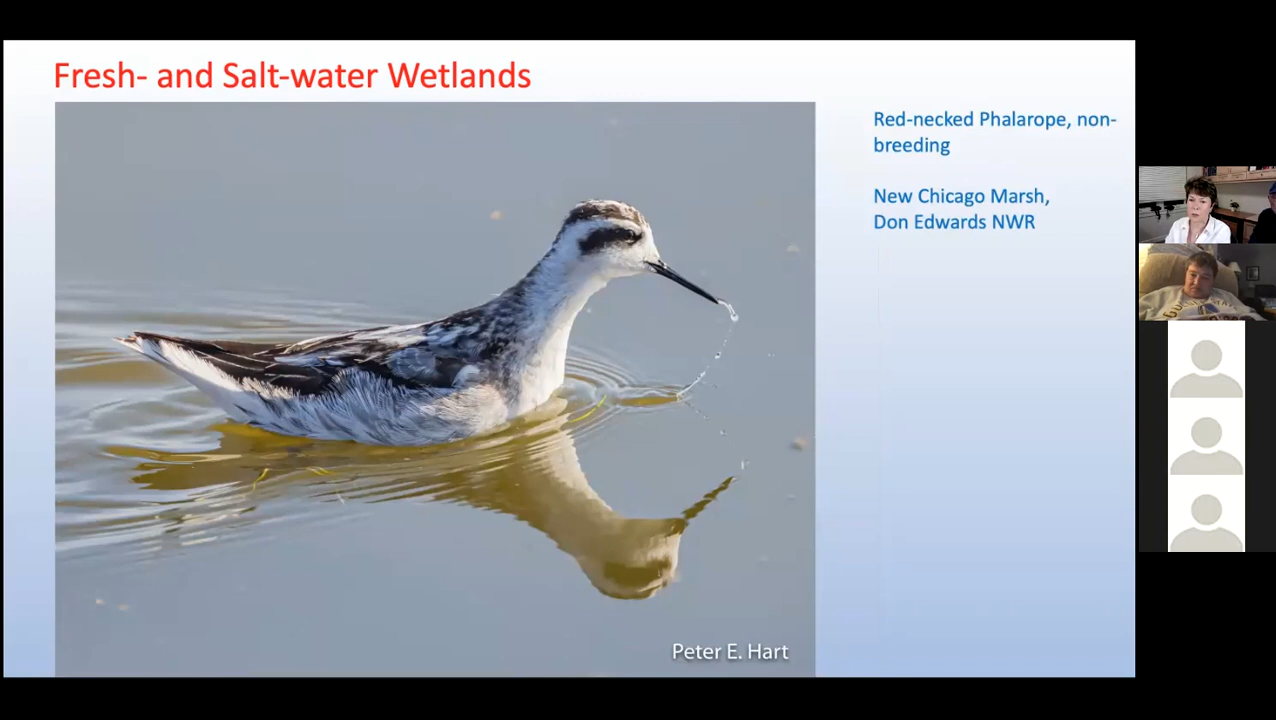 Fresh- and Salt-water Wetlands
Red-necked Phalarope, non-
breeding
New Chicago Marsh,
Don Edwards NWR
Peter E. Hart